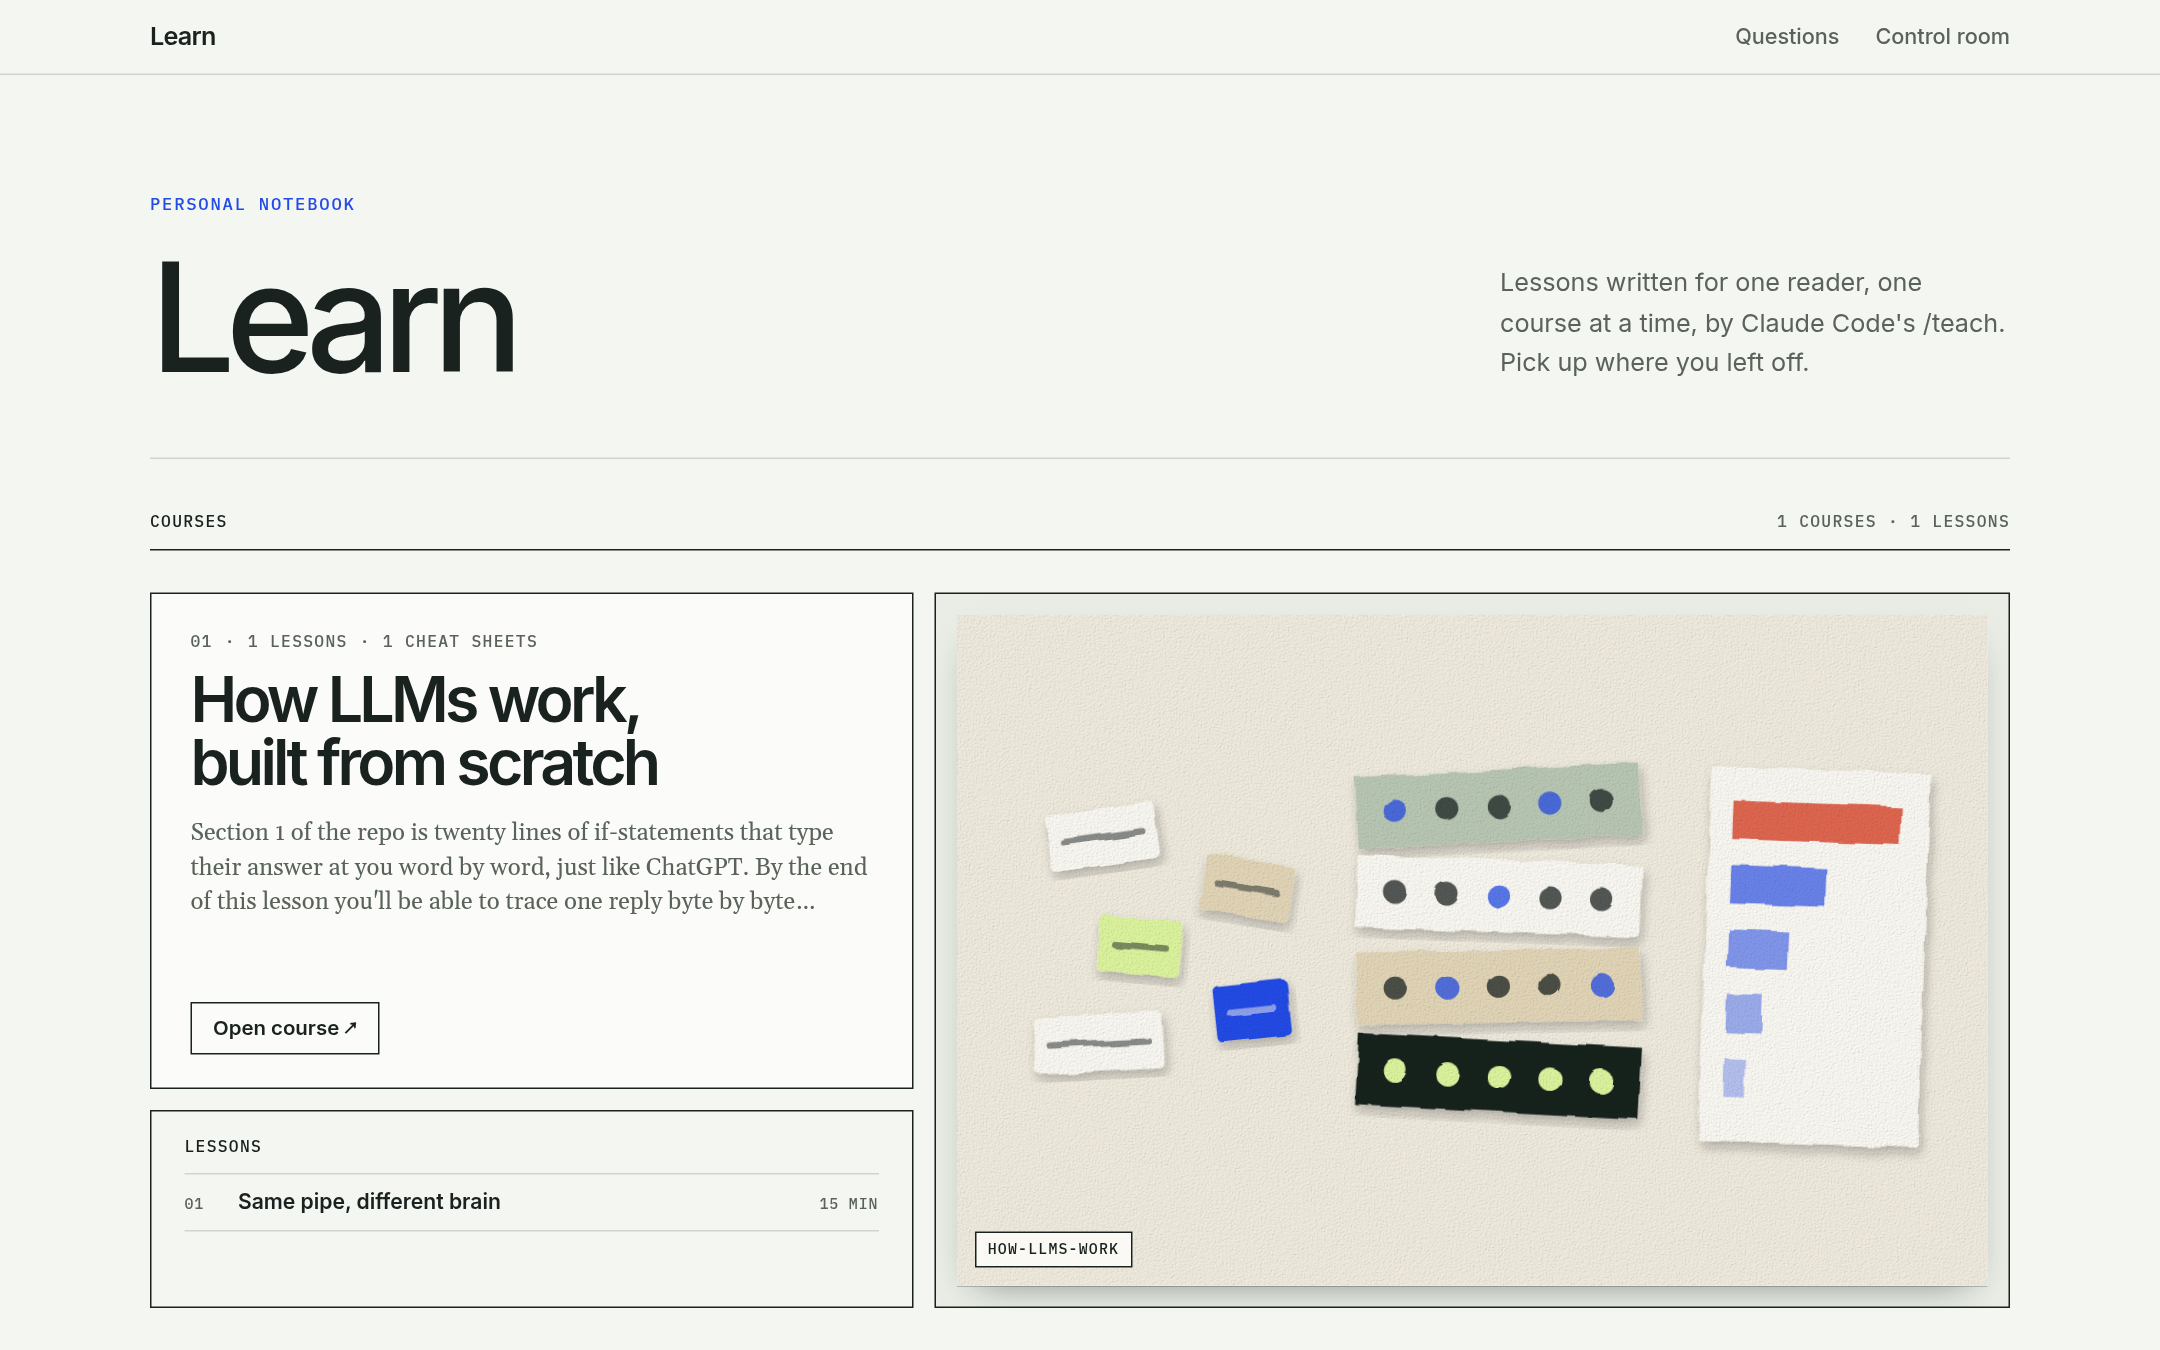 Learn
Questions
Control room
PERSONAL NOTEBOOK
Learn
Lessons written for one reader, one
course at a time, by Claude Code's /teach.
Pick up where you left off.
COURSES
1 COURSES · 1 LESSONS
01 · 1 LESSONS · 1 CHEAT SHEETS
How LLMs work,
built from scratch
Section 1 of the repo is twenty lines of if-statements that type
their answer at you word by word, just like ChatGPT. By the end
of this lesson you'll be able to trace one reply byte by byte...
Open course ↗
LESSONS
01 Same pipe, different brain 15 MIN
HOW-LLMS-WORK